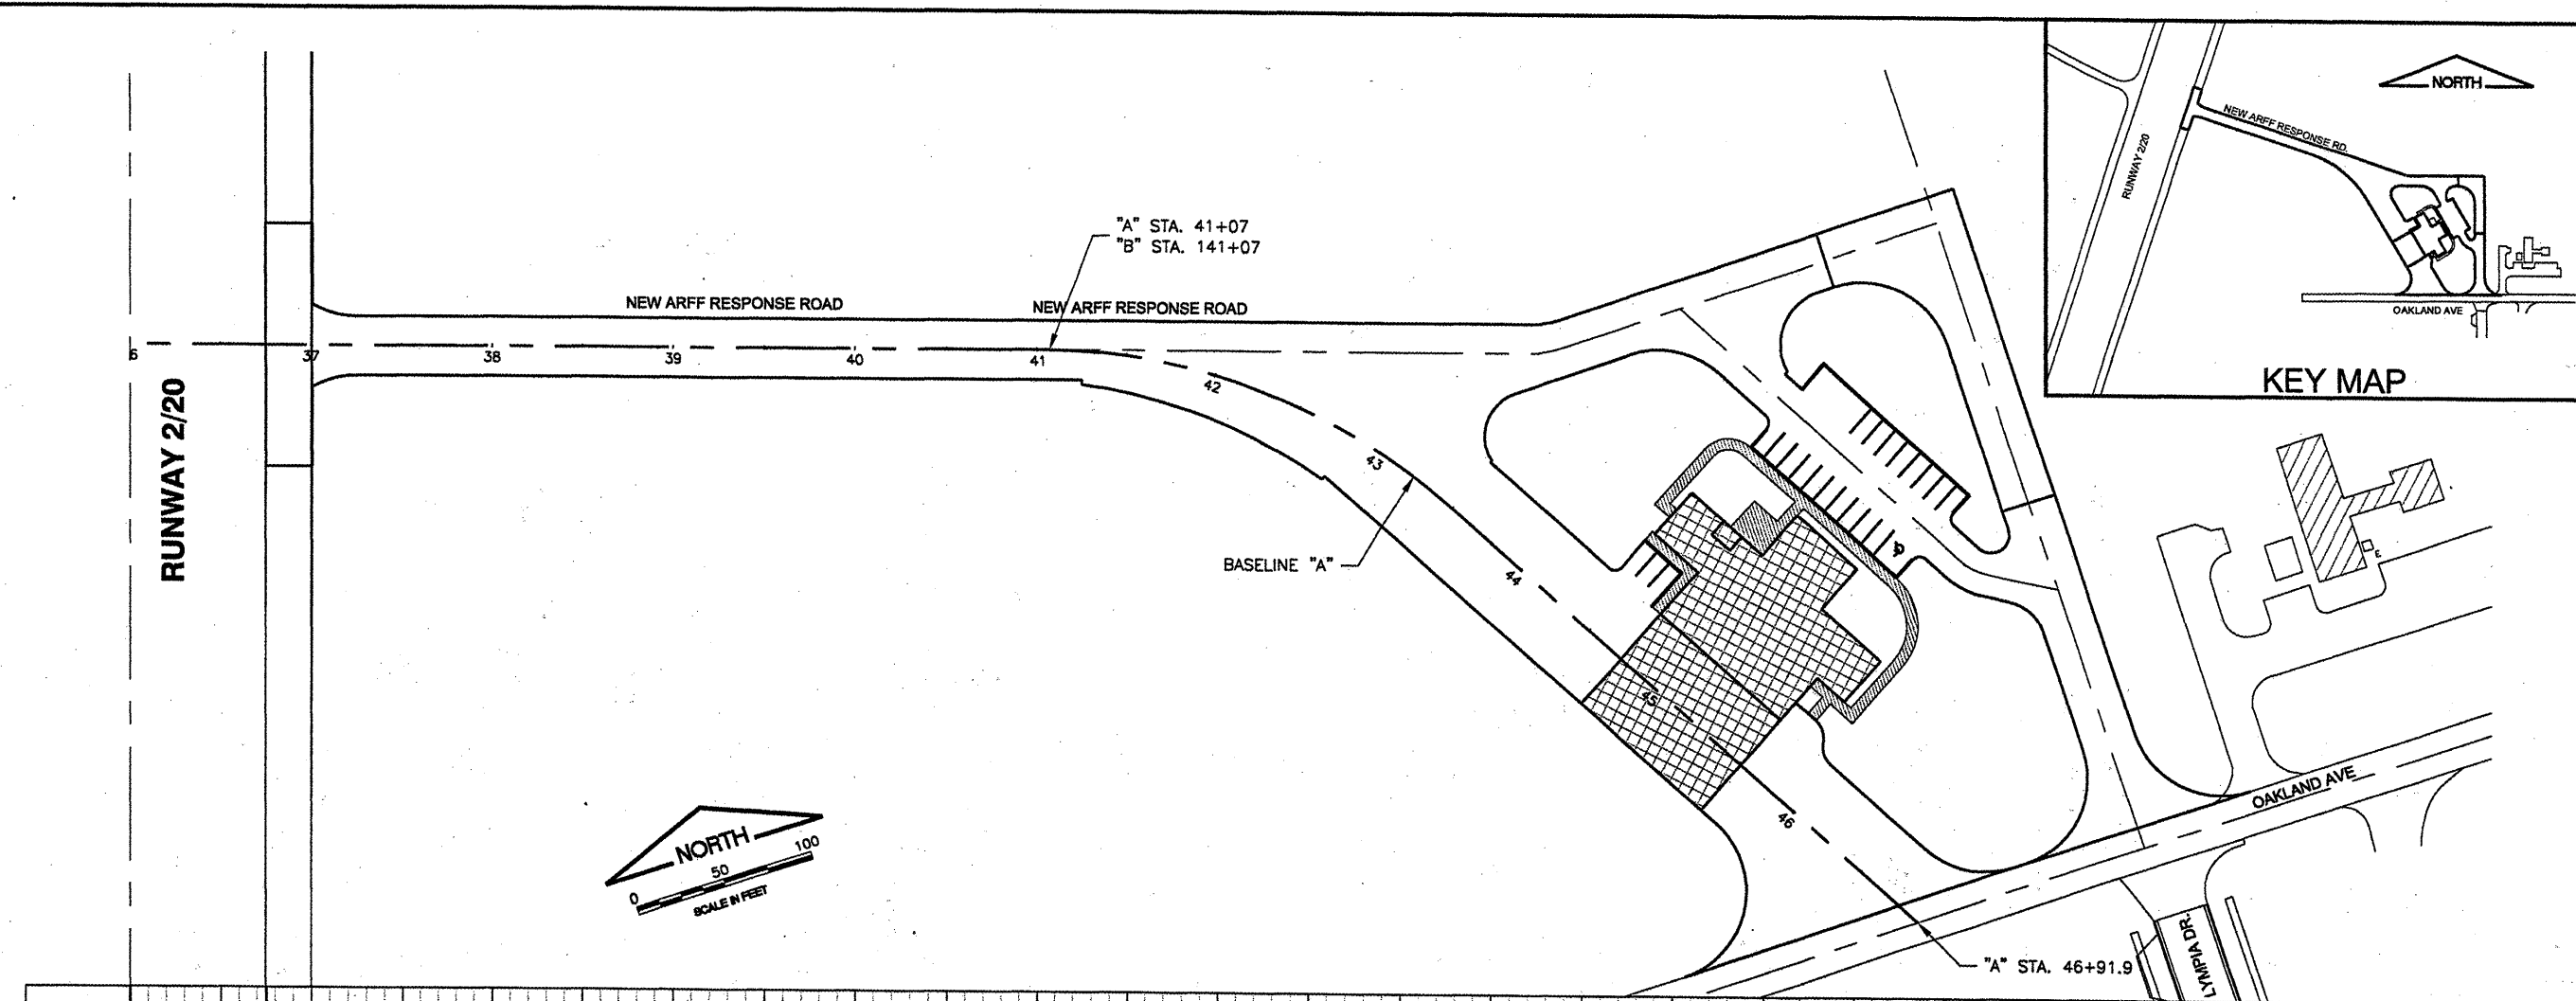 "A" STA. 41+07
"B" STA. 141+07
NEW ARFF RESPONSE ROAD
NEW ARFF RESPONSE ROAD
6
37
38
39
40
41
42
43
44
45
46
RUNWAY 2/20
BASELINE "A"
NORTH
0 50 100
SCALE IN FEET
E
OAKLAND AVE
"A" STA. 46+91.9
LYMPIA DR.
NORTH
NEW ARFF RESPONSE RD.
RUNWAY 2/20
OAKLAND AVE
KEY MAP